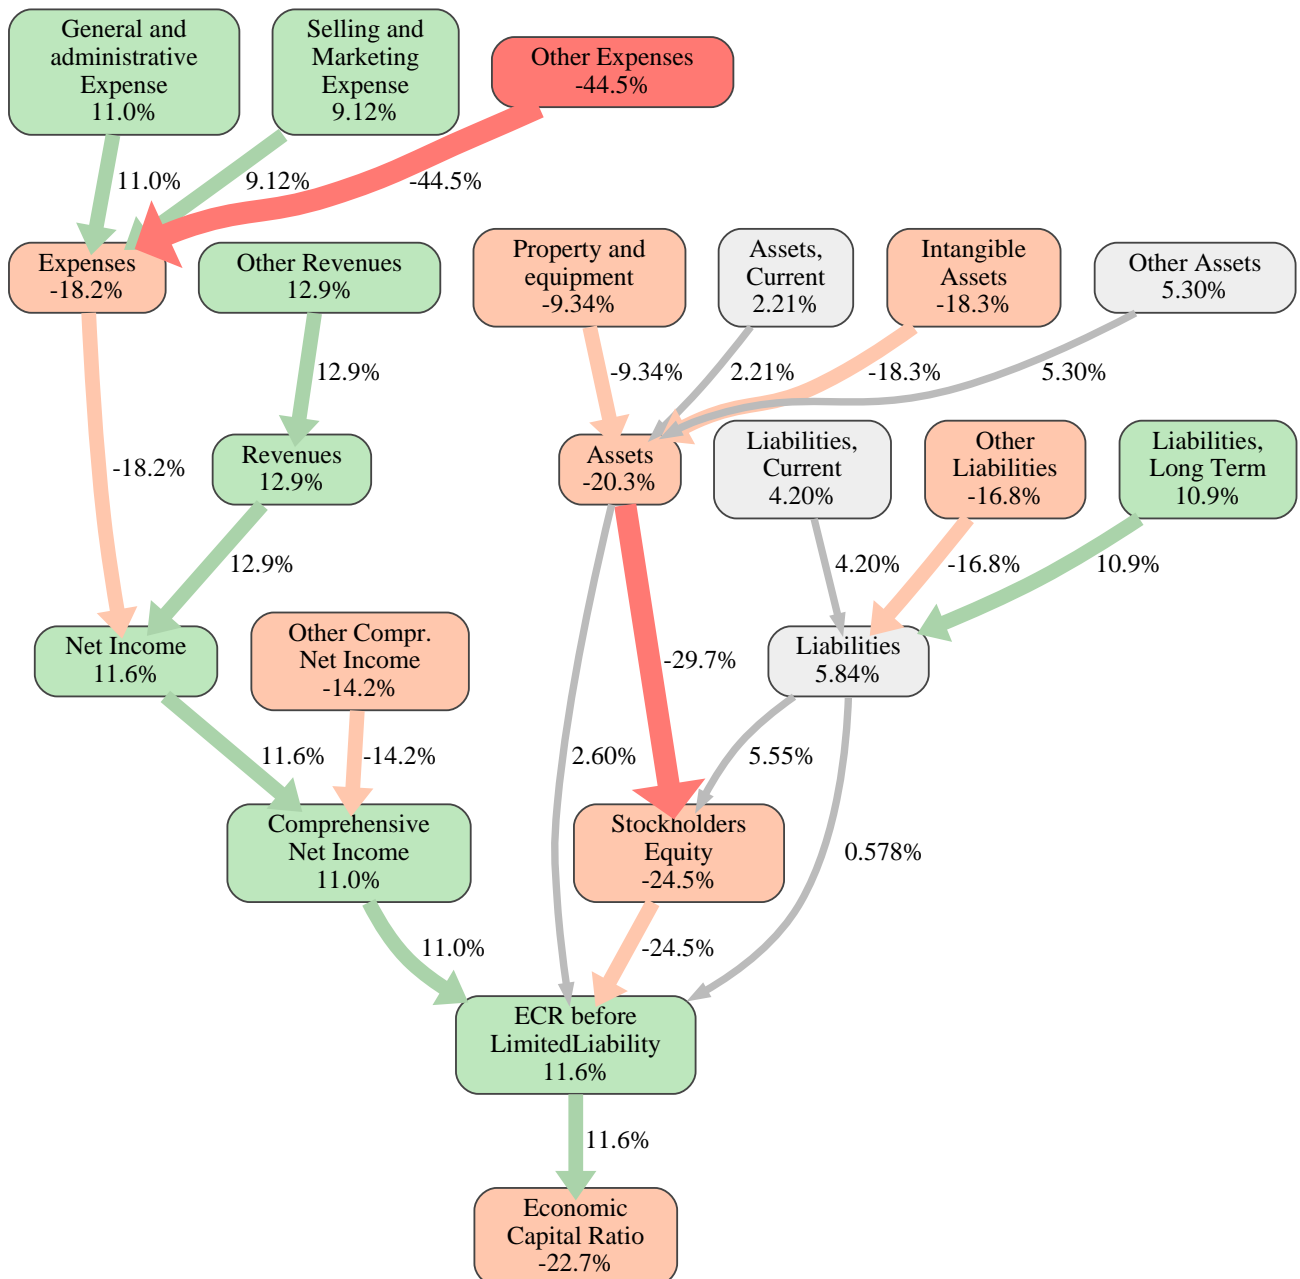 General and
administrative
Expense
11.0%
Selling and
Marketing
Expense
9.12%
Other Expenses
-44.5%
11.0%
9.12%
-44.5%
Expenses
-18.2%
Other Revenues
12.9%
Property and
equipment
-9.34%
Assets,
Current
2.21%
Intangible
Assets
-18.3%
Other Assets
5.30%
12.9%
-9.34%
2.21%
-18.3%
5.30%
-18.2%
Revenues
12.9%
Assets
-20.3%
Liabilities,
Current
4.20%
Other
Liabilities
-16.8%
Liabilities,
Long Term
10.9%
12.9%
4.20%
-16.8%
10.9%
Net Income
11.6%
Other Compr.
Net Income
-14.2%
-29.7%
Liabilities
5.84%
11.6%
-14.2%
2.60%
5.55%
0.578%
Comprehensive
Net Income
11.0%
Stockholders
Equity
-24.5%
11.0%
-24.5%
ECR before
LimitedLiability
11.6%
11.6%
Economic
Capital Ratio
-22.7%